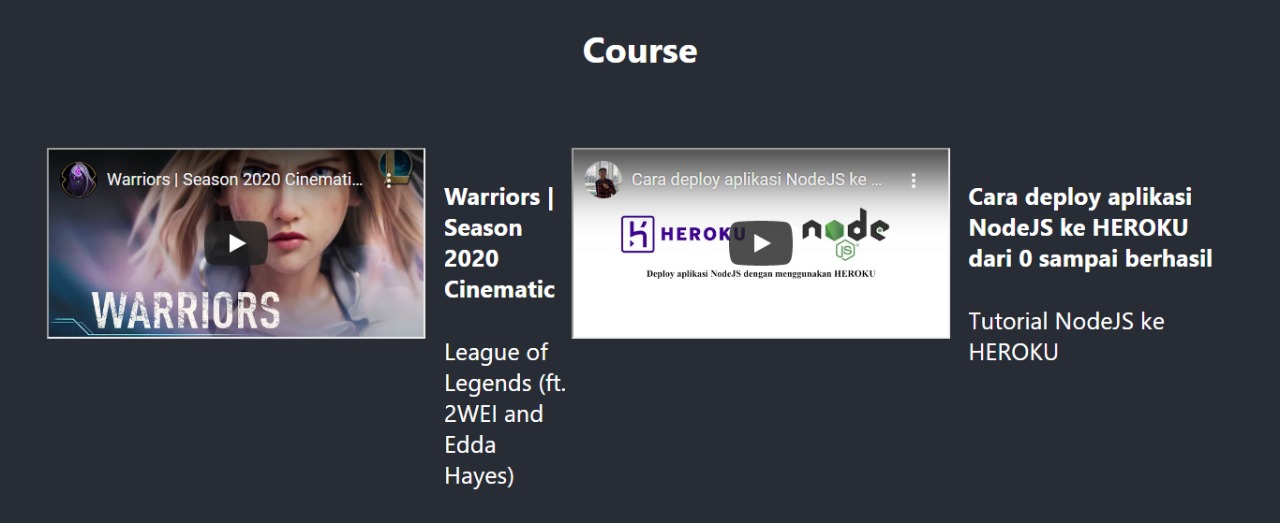 Course
Warriors | Season 2020 Cinemati...
WARRIORS
Warriors |
Season
2020
Cinematic
League of
Legends (ft.
2WEI and
Edda
Hayes)
Cara deploy aplikasi NodeJS ke ...
HEROKU
node
JS
Deploy aplikasi NodeJS dengan menggunakan HEROKU
Cara deploy aplikasi
NodeJS ke HEROKU
dari 0 sampai berhasil
Tutorial NodeJS ke
HEROKU